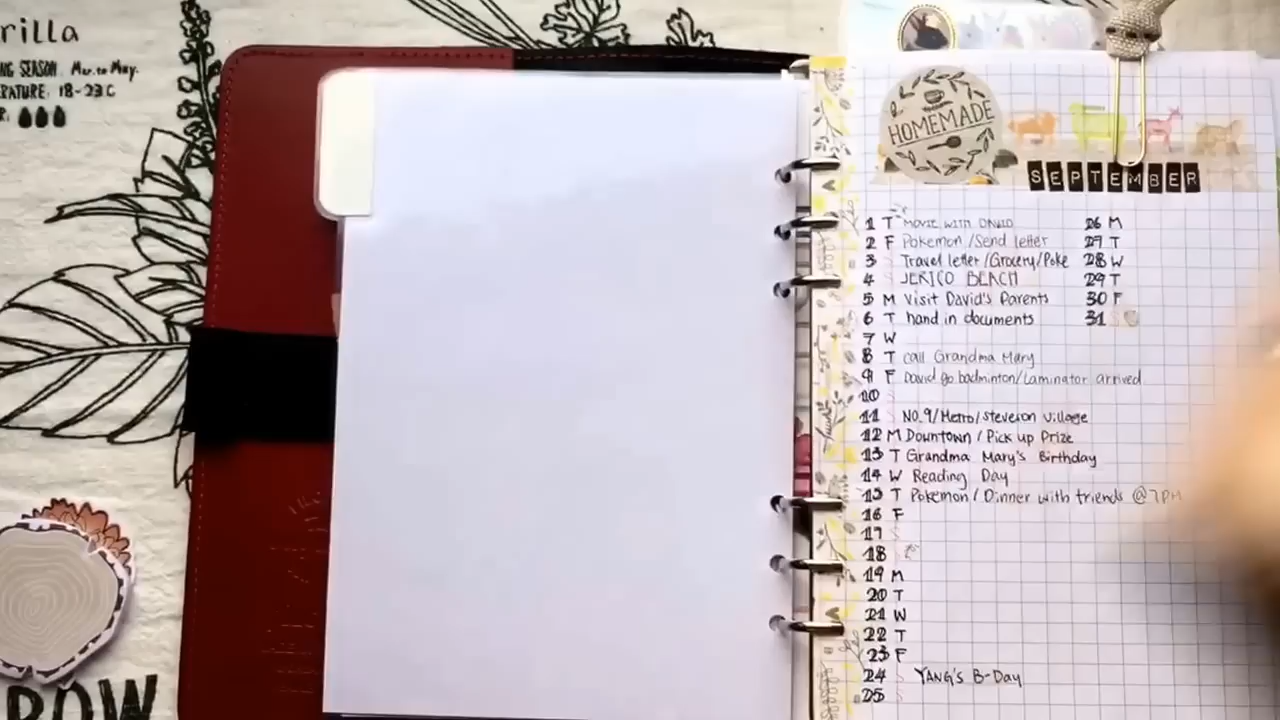 rilla
NG SEASON: Mar. to May.
RATURE: 18-23 C
R:
ROW
HOMEMADE
SEPTEMBER
1 T MOVIE WITH DAVID
2 F Pokemon/Send letter
3 S Travel letter/Grocery/Poke
4 S JERICO BEACH
5 M Visit David's Parents
6 T hand in documents
7 W
8 T call Grandma Mary
9 F David go badminton/Laminator arrived
10 S
11 S NO.9/Metro/Steveson Village
12 M Downtown / Pick up Prize
13 T Grandma Mary's Birthday
14 W Reading Day
15 T Pokemon/ Dinner with friends @7PM
16 F
17 S
18
19 M
20 T
21 W
22 T
23 F
24 S YANG'S B-Day
25 S
26 M
27 T
28 W
29 T
30 F
31 S